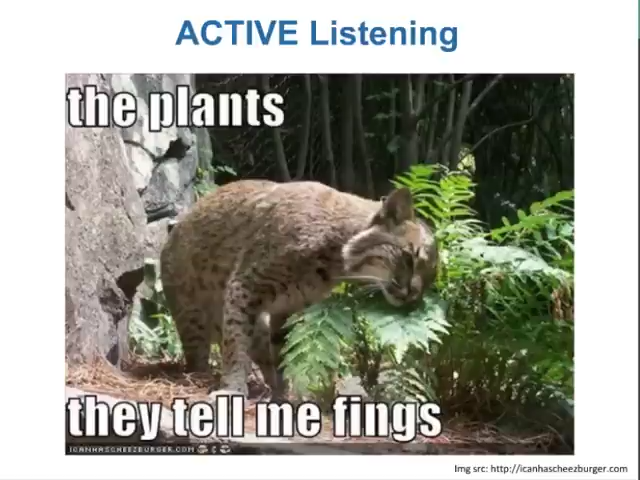 ACTIVE Listening
the plants
they tell me fings
ICANHASCHEEZBURGER.COM
Img src: http://icanhascheezburger.com